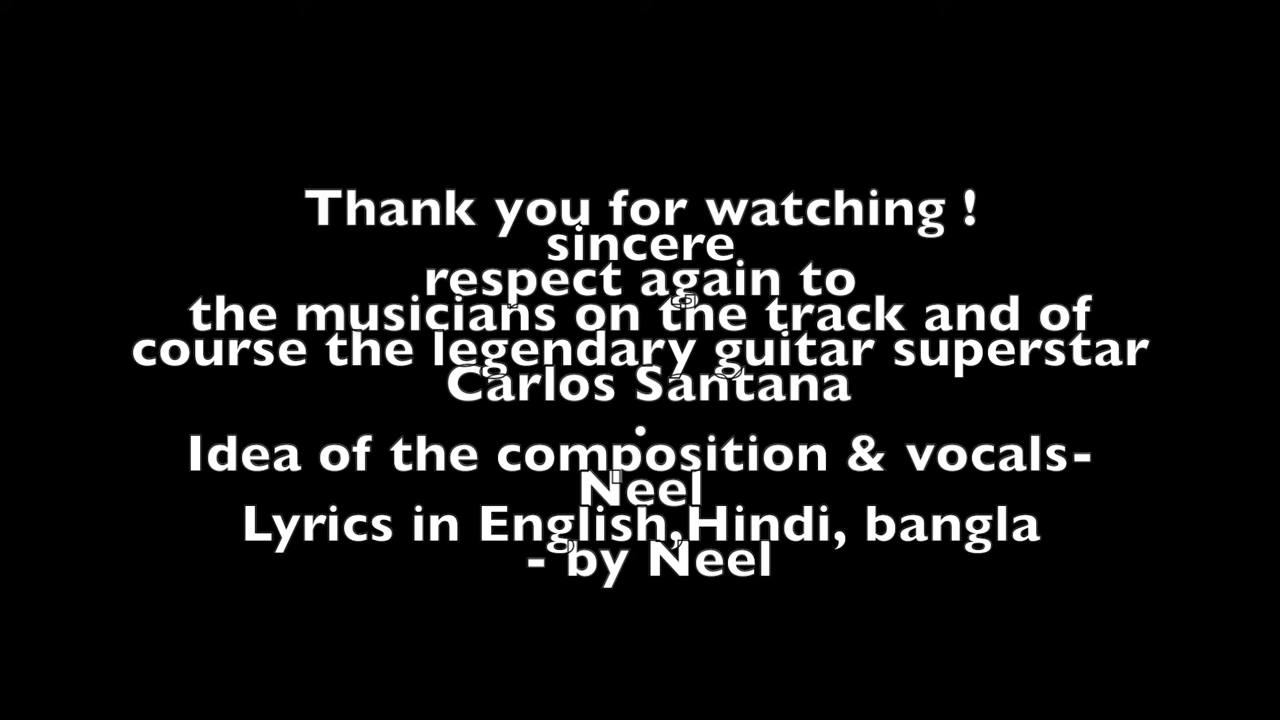 Thank you for watching !
sincere
respect again to
the musicians on the track and of
course the legendary guitar superstar
Carlos Santana
.
Idea of the composition & vocals-
Neel
Lyrics in English,Hindi, bangla
- by Neel